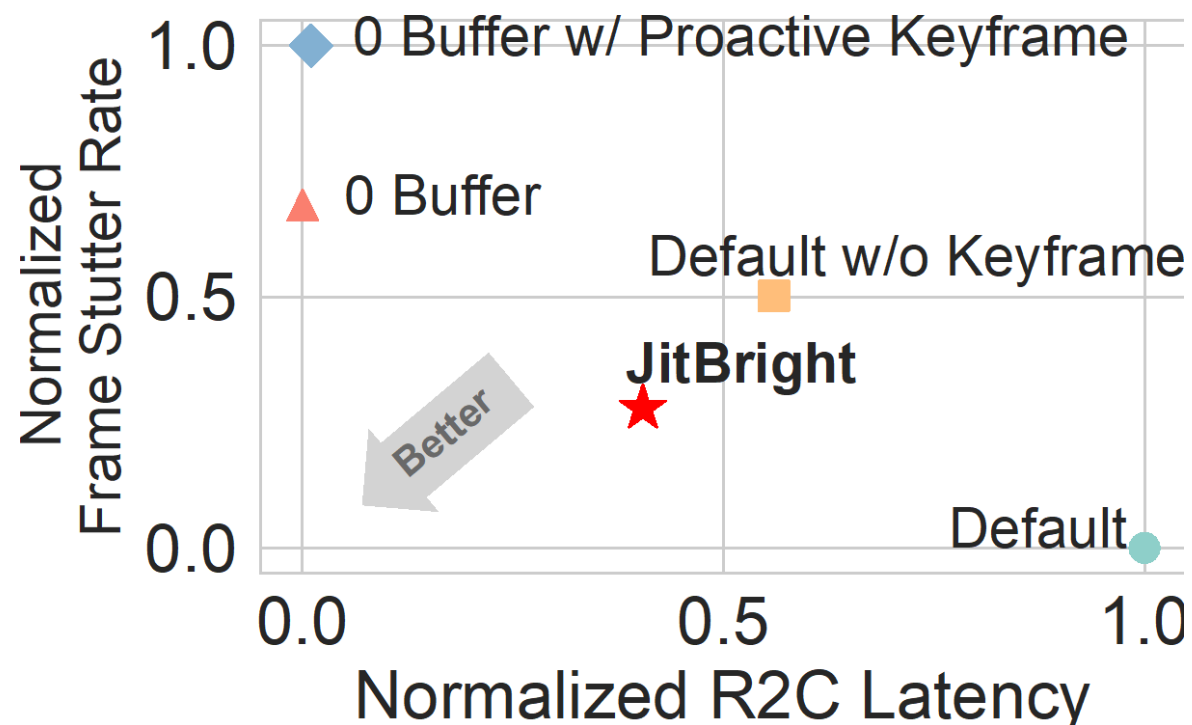 Normalized
Frame Stutter Rate
1.0
0.5
0.0
0 Buffer w/ Proactive Keyframe
0 Buffer
Default w/o Keyframe
JitBright
Better
Default
0.0
0.5
1.0
Normalized R2C Latency